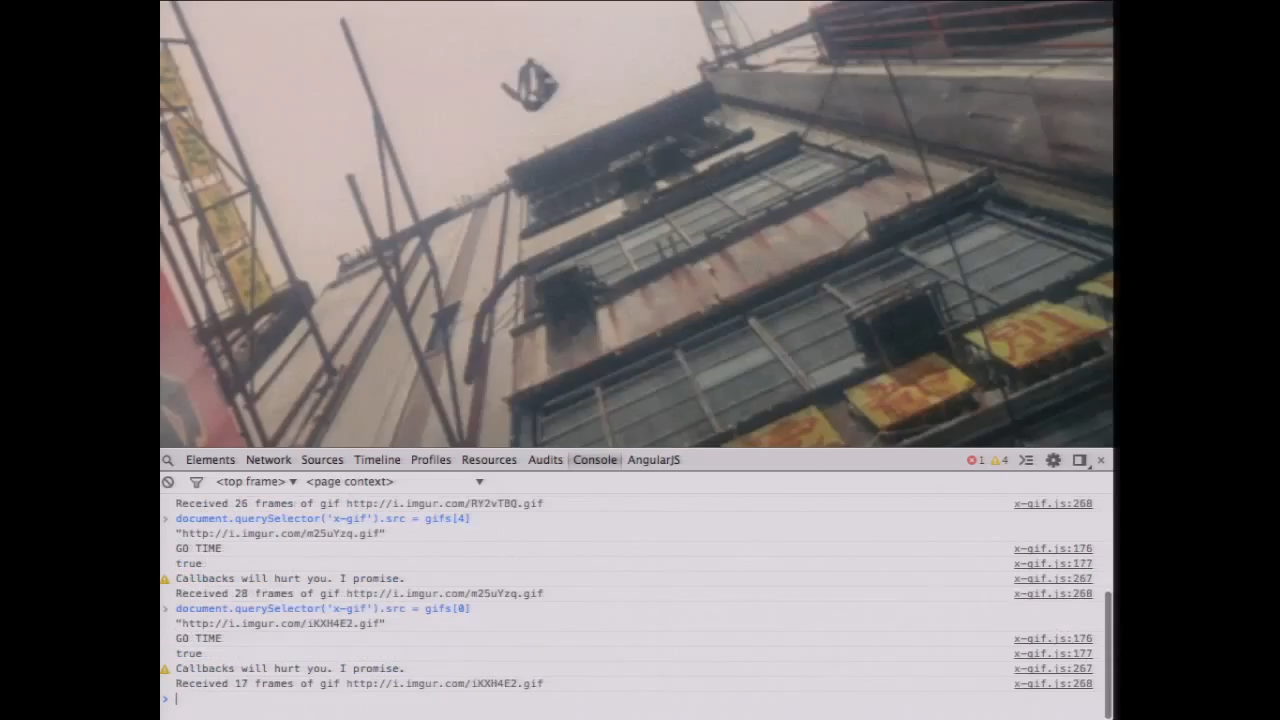 Elements Network Sources Timeline Profiles Resources Audits Console AngularJS 1 4
<top frame> <page context>
Received 26 frames of gif http://i.imgur.com/RY2vT8Q.gif x-gif.js:268
document.querySelector('x-gif').src = gifs[4]
"http://i.imgur.com/m25uYzq.gif"
GO TIME x-gif.js:176
true x-gif.js:177
Callbacks will hurt you. I promise. x-gif.js:267
Received 28 frames of gif http://i.imgur.com/m25uYzq.gif x-gif.js:268
document.querySelector('x-gif').src = gifs[0]
"http://i.imgur.com/iKXH4E2.gif"
GO TIME x-gif.js:176
true x-gif.js:177
Callbacks will hurt you. I promise. x-gif.js:267
Received 17 frames of gif http://i.imgur.com/iKXH4E2.gif x-gif.js:268